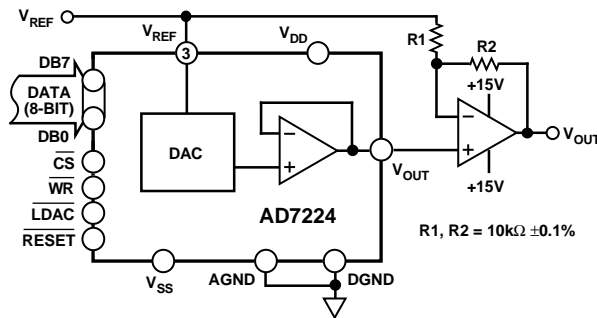 VREF
VREF
3
VDD
R1
R2
DB7
DATA
(8-BIT)
DB0
+15V
DAC
VOUT
VOUT
+15V
CS
WR
LDAC
RESET
AD7224
R1, R2 = 10kΩ ±0.1%
VSS
AGND
DGND